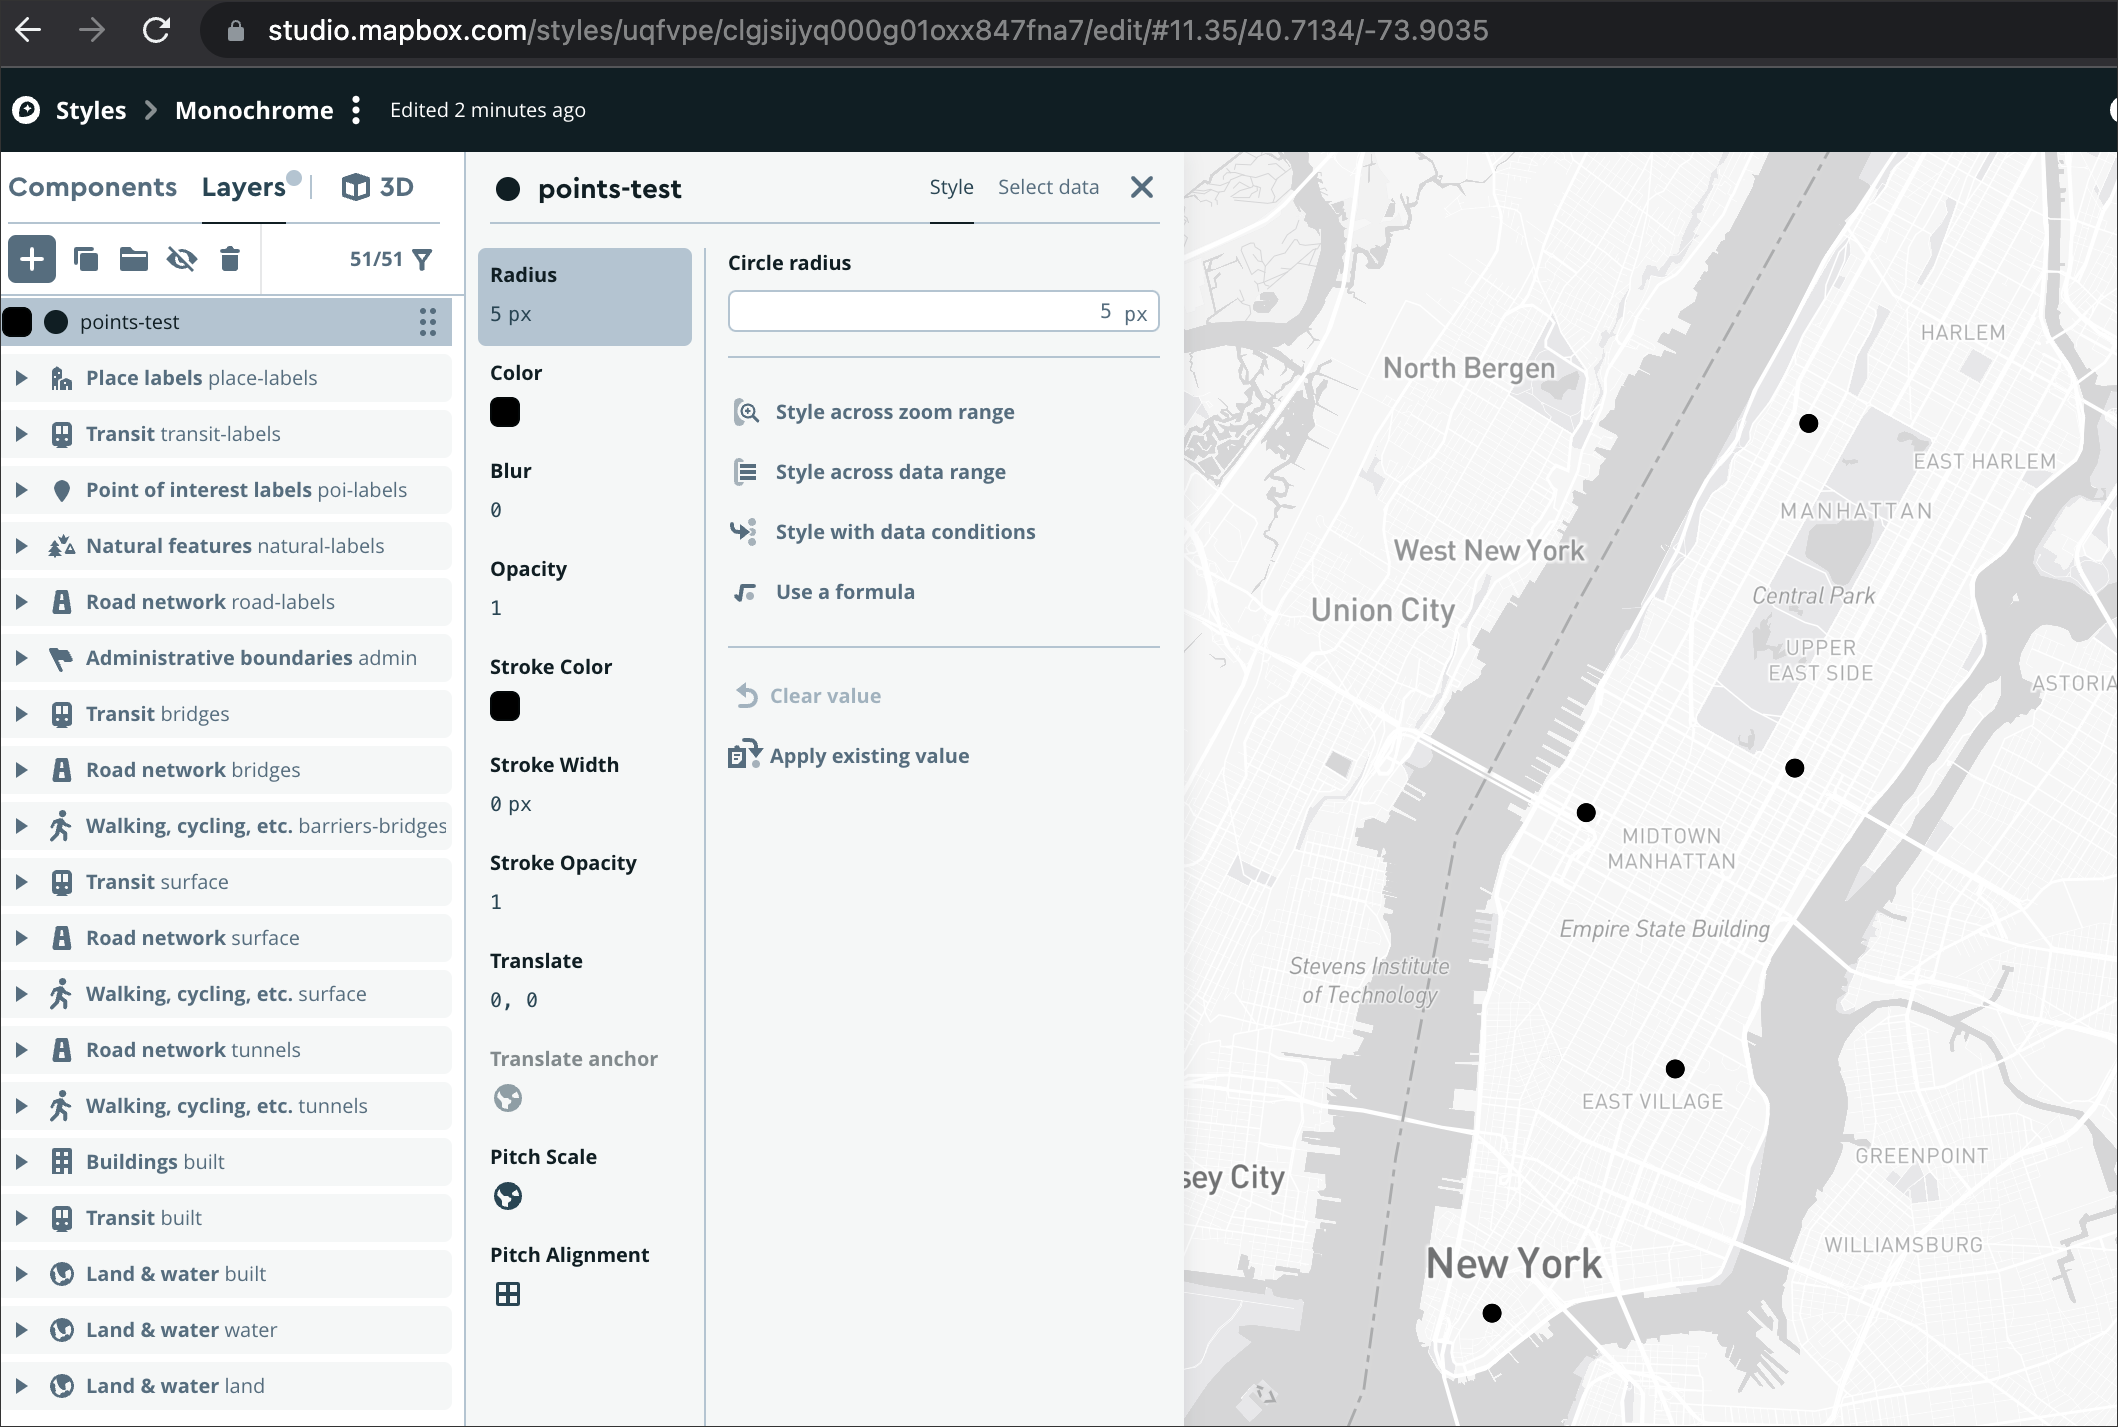 studio.mapbox.com/styles/uqfvpe/clgjsijyq000g01oxx847fna7/edit/#11.35/40.7134/-73.9035
Styles Monochrome Edited 2 minutes ago
Components Layers 3D
51/51
points-test
Place labels place-labels
Transit transit-labels
Point of interest labels poi-labels
Natural features natural-labels
Road network road-labels
Administrative boundaries admin
Transit bridges
Road network bridges
Walking, cycling, etc. barriers-bridges
Transit surface
Road network surface
Walking, cycling, etc. surface
Road network tunnels
Walking, cycling, etc. tunnels
Buildings built
Transit built
Land & water built
Land & water water
Land & water land
points-test Style Select data
Radius
5 px
Color
Blur
0
Opacity
1
Stroke Color
Stroke Width
0 px
Stroke Opacity
1
Translate
0, 0
Translate anchor
Pitch Scale
Pitch Alignment
Circle radius
5 px
Style across zoom range
Style across data range
Style with data conditions
Use a formula
Clear value
Apply existing value
HARLEM
North Bergen
EAST HARLEM
MANHATTAN
West New York
Central Park
Union City
UPPER
EAST SIDE
ASTORIA
MIDTOWN
MANHATTAN
Empire State Building
Stevens Institute
of Technology
EAST VILLAGE
GREENPOINT
sey City
WILLIAMSBURG
New York